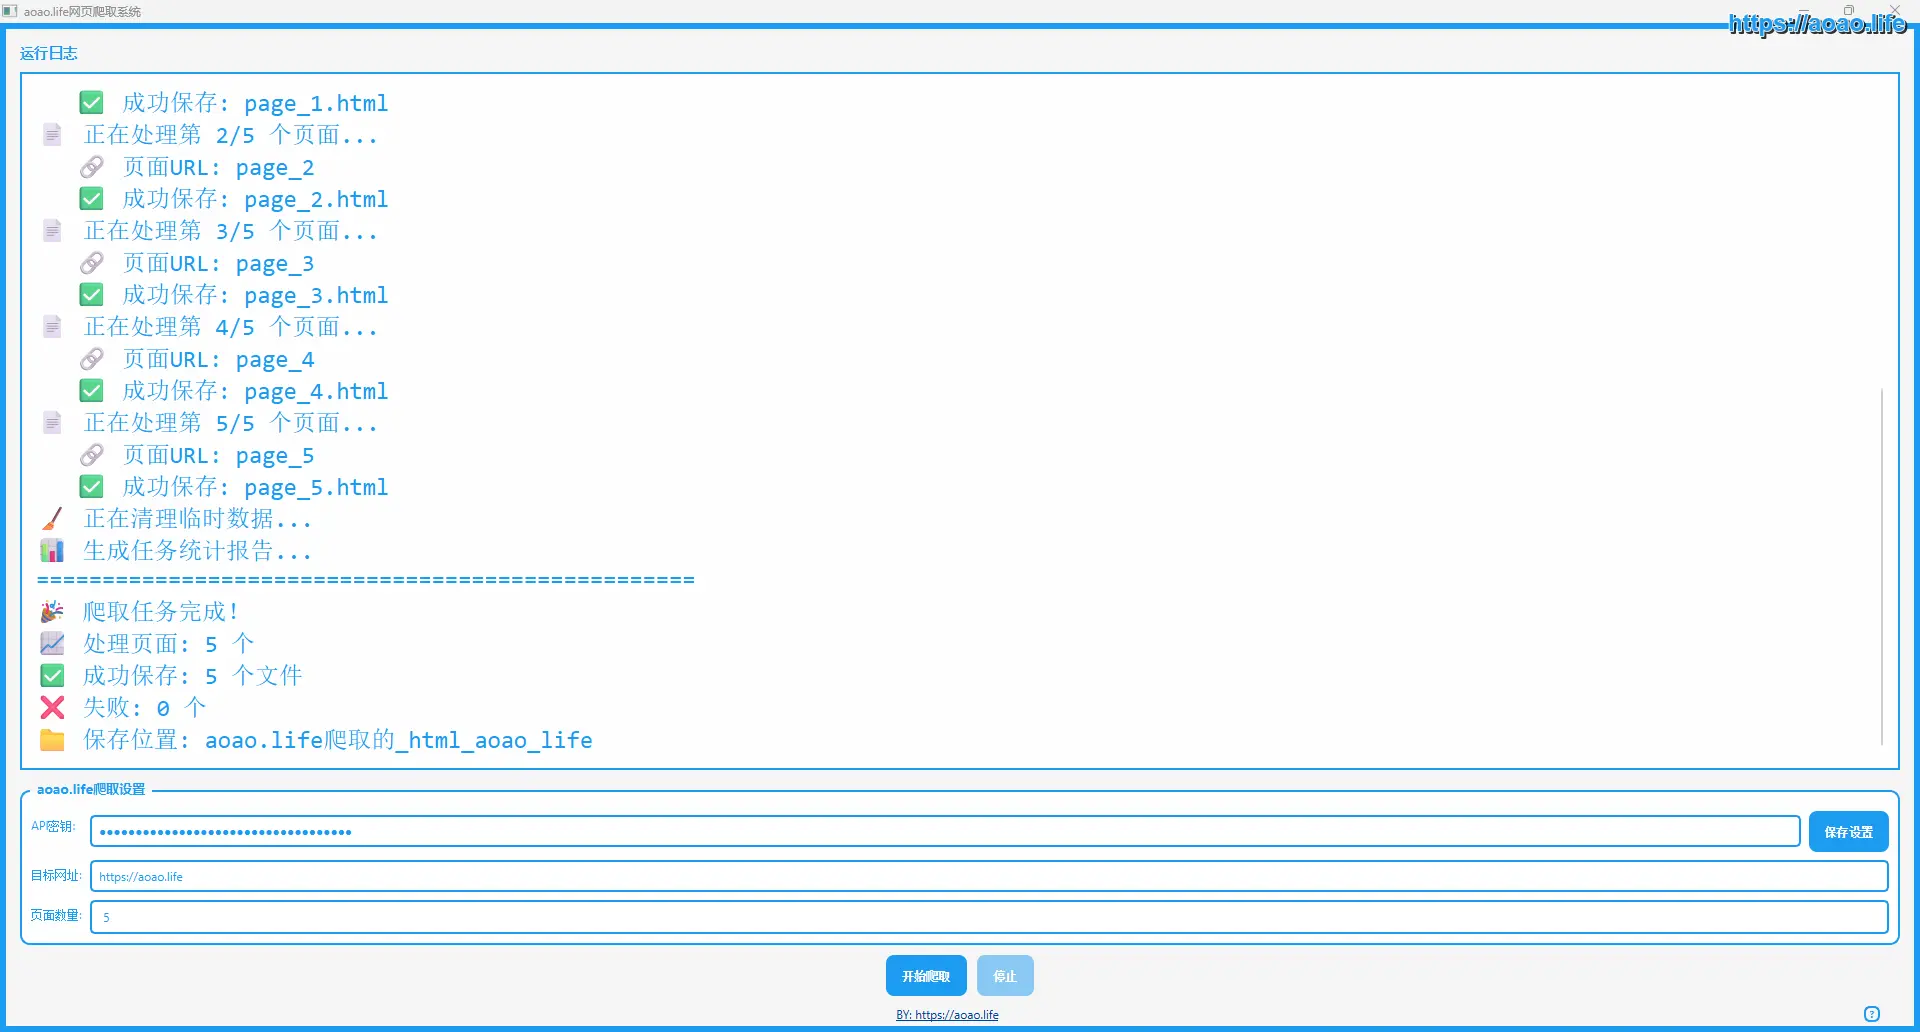 aoao.life网页爬取系统
https://aoao.life
运行日志
成功保存: page_1.html
正在处理第 2/5 个页面...
页面URL: page_2
成功保存: page_2.html
正在处理第 3/5 个页面...
页面URL: page_3
成功保存: page_3.html
正在处理第 4/5 个页面...
页面URL: page_4
成功保存: page_4.html
正在处理第 5/5 个页面...
页面URL: page_5
成功保存: page_5.html
正在清理临时数据...
生成任务统计报告...
============================================================
爬取任务完成!
处理页面: 5 个
成功保存: 5 个文件
失败: 0 个
保存位置: aoao.life爬取的_html_aoao_life
aoao.life爬取设置
API密钥:
保存设置
目标网址: https://aoao.life
页面数量: 5
开始爬取 停止
BY: https://aoao.life